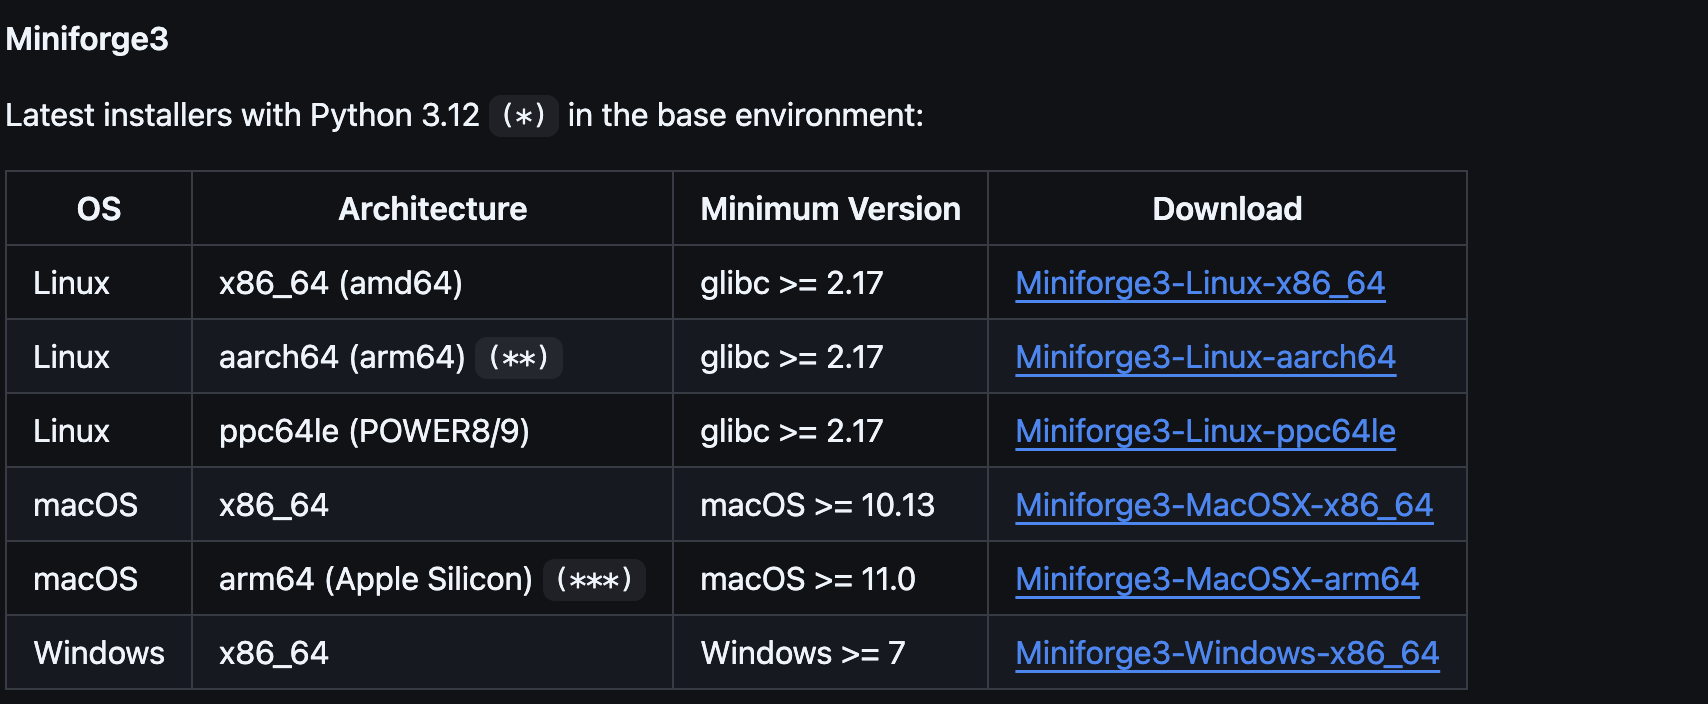 Miniforge3
Latest installers with Python 3.12 (*) in the base environment:
OS Architecture Minimum Version Download
Linux x86_64 (amd64) glibc >= 2.17 Miniforge3-Linux-x86_64
Linux aarch64 (arm64) (**) glibc >= 2.17 Miniforge3-Linux-aarch64
Linux ppc64le (POWER8/9) glibc >= 2.17 Miniforge3-Linux-ppc64le
macOS x86_64 macOS >= 10.13 Miniforge3-MacOSX-x86_64
macOS arm64 (Apple Silicon) (***) macOS >= 11.0 Miniforge3-MacOSX-arm64
Windows x86_64 Windows >= 7 Miniforge3-Windows-x86_64